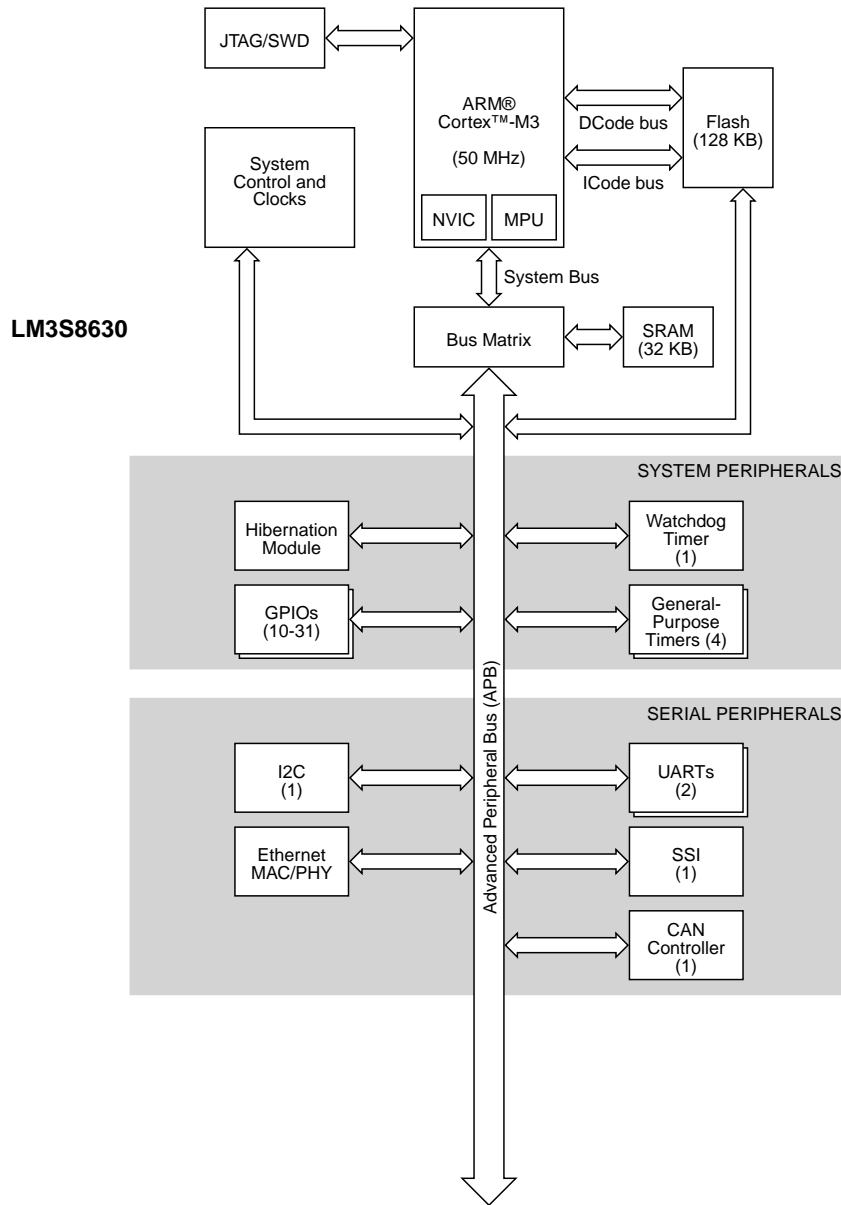 JTAG/SWD
ARM®
Cortex™-M3
(50 MHz)
NVIC
MPU
DCode bus
ICode bus
Flash
(128 KB)
System
Control and
Clocks
System Bus
LM3S8630
Bus Matrix
SRAM
(32 KB)
SYSTEM PERIPHERALS
Hibernation
Module
Watchdog
Timer
(1)
GPIOs
(10-31)
General-
Purpose
Timers (4)
Advanced Peripheral Bus (APB)
SERIAL PERIPHERALS
I2C
(1)
UARTs
(2)
Ethernet
MAC/PHY
SSI
(1)
CAN
Controller
(1)